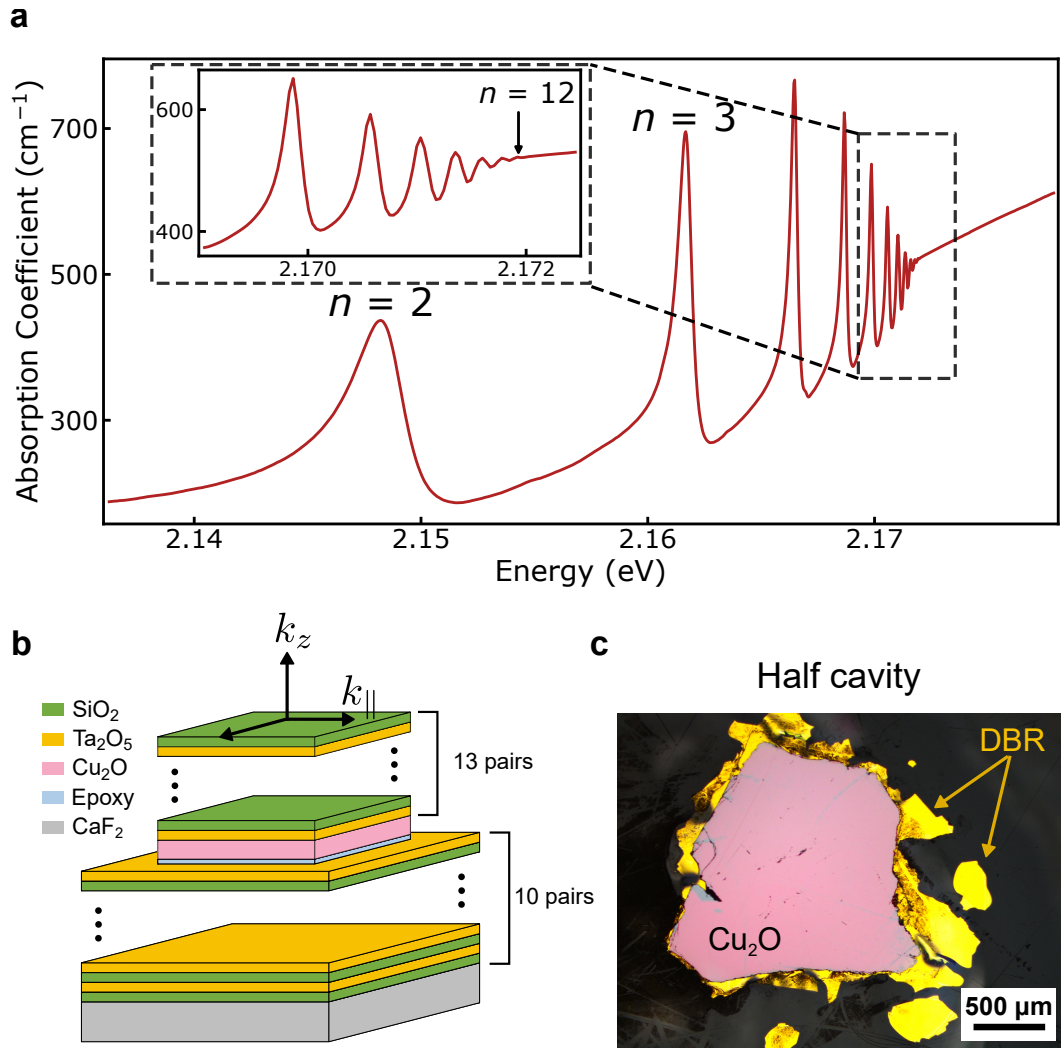 a
Absorption Coefficient (cm⁻¹)
700
500
300
600
400
n = 12
2.170
2.172
n = 2
n = 3
2.14
2.15
2.16
2.17
Energy (eV)
b
k_z
k_||
SiO₂
Ta₂O₅
Cu₂O
Epoxy
CaF₂
13 pairs
10 pairs
c
Half cavity
DBR
Cu₂O
500 µm